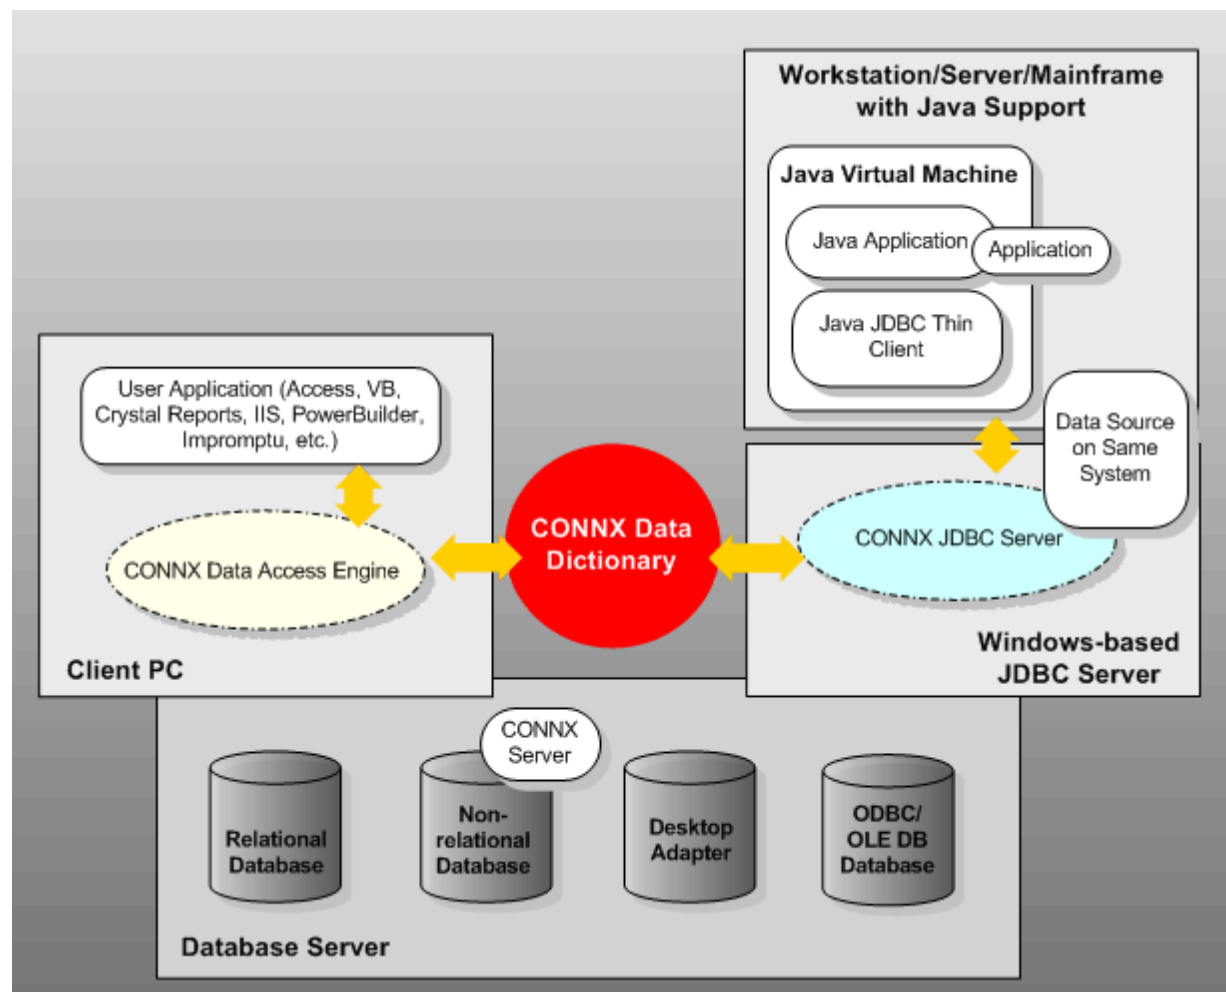 Workstation/Server/Mainframe
with Java Support
Java Virtual Machine
Java Application
Application
Java JDBC Thin
Client
User Application (Access, VB,
Crystal Reports, IIS, PowerBuilder,
Impromptu, etc.)
Data Source
on Same
System
CONNX Data Access Engine
CONNX Data
Dictionary
CONNX JDBC Server
Client PC
Windows-based
JDBC Server
CONNX
Server
Relational
Database
Non-
relational
Database
Desktop
Adapter
ODBC/
OLE DB
Database
Database Server